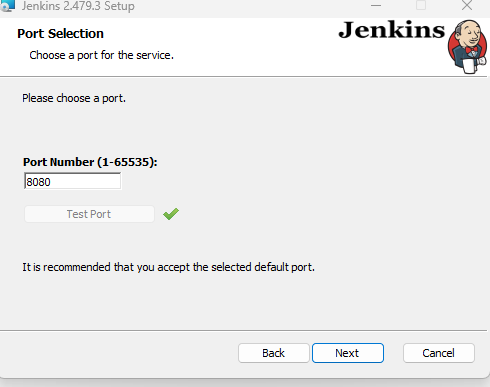 Jenkins 2.479.3 Setup
Port Selection
Choose a port for the service.
Jenkins
Please choose a port.
Port Number (1-65535):
8080
Test Port
It is recommended that you accept the selected default port.
Back
Next
Cancel